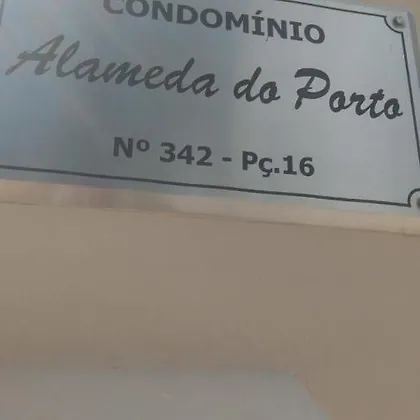 CONDOMÍNIO
Alameda do Porto
Nº 342 - Pç.16